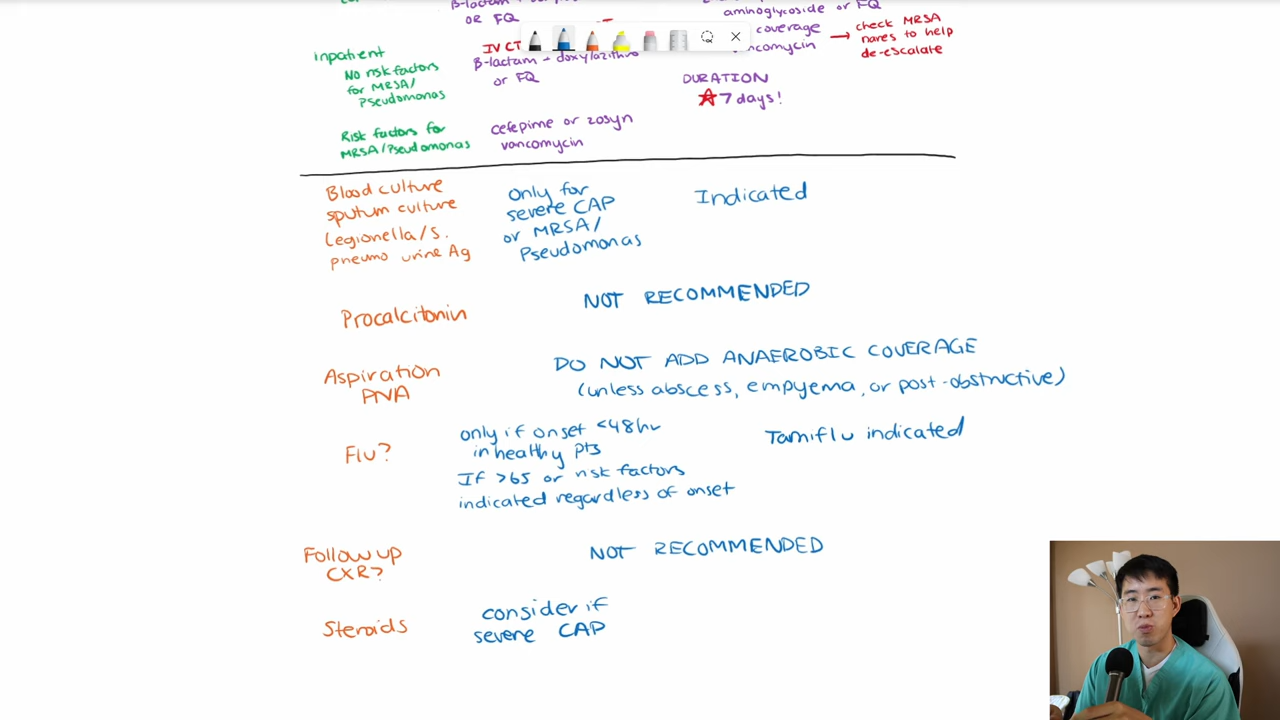 OR FQ
aminoglycoside or FQ
coverage
check MRSA
nares to help
de-escalate
inpatient
No risk factors
for MRSA/
Pseudomonas
IV
β-lactam + doxy/azithro
or FQ
DURATION
7 days!
Risk factors for
MRSA/Pseudomonas
cefepime or zosyn
vancomycin
Blood culture
sputum culture
Legionella/S.
pneumo urine Ag
Only for
severe CAP
or MRSA/
Pseudomonas
Indicated
Procalcitonin
NOT RECOMMENDED
Aspiration
PNA
DO NOT ADD ANAEROBIC COVERAGE
(unless abscess, empyema, or post-obstructive)
Flu?
only if onset <48hr
in healthy pts
If >65 or risk factors
indicated regardless of onset
Tamiflu indicated
Follow up
CXR?
NOT RECOMMENDED
Steroids
consider if
severe CAP